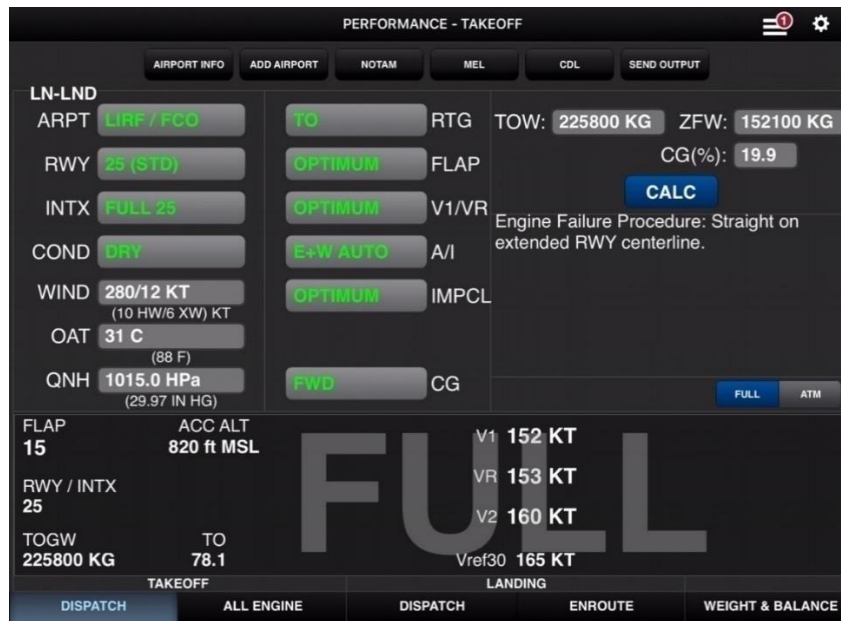 PERFORMANCE - TAKEOFF
1
AIRPORT INFO ADD AIRPORT NOTAM MEL CDL SEND OUTPUT
LN-LND
ARPT LIRF / FCO TO RTG TOW: 225800 KG ZFW: 152100 KG
RWY 25 (STD) OPTIMUM FLAP CG(%): 19.9
INTX FULL 25 OPTIMUM V1/VR CALC
Engine Failure Procedure: Straight on
extended RWY centerline.
COND DRY E+W AUTO A/I
WIND 280/12 KT OPTIMUM IMPCL
(10 HW/6 XW) KT
OAT 31 C
(88 F)
QNH 1015.0 HPa FWD CG
(29.97 IN HG)
FULL ATM
FLAP ACC ALT
15 820 ft MSL
RWY / INTX
25
TOGW TO
225800 KG 78.1
FULL
V1 152 KT
VR 153 KT
V2 160 KT
Vref30 165 KT
TAKEOFF LANDING
DISPATCH ALL ENGINE DISPATCH ENROUTE WEIGHT & BALANCE